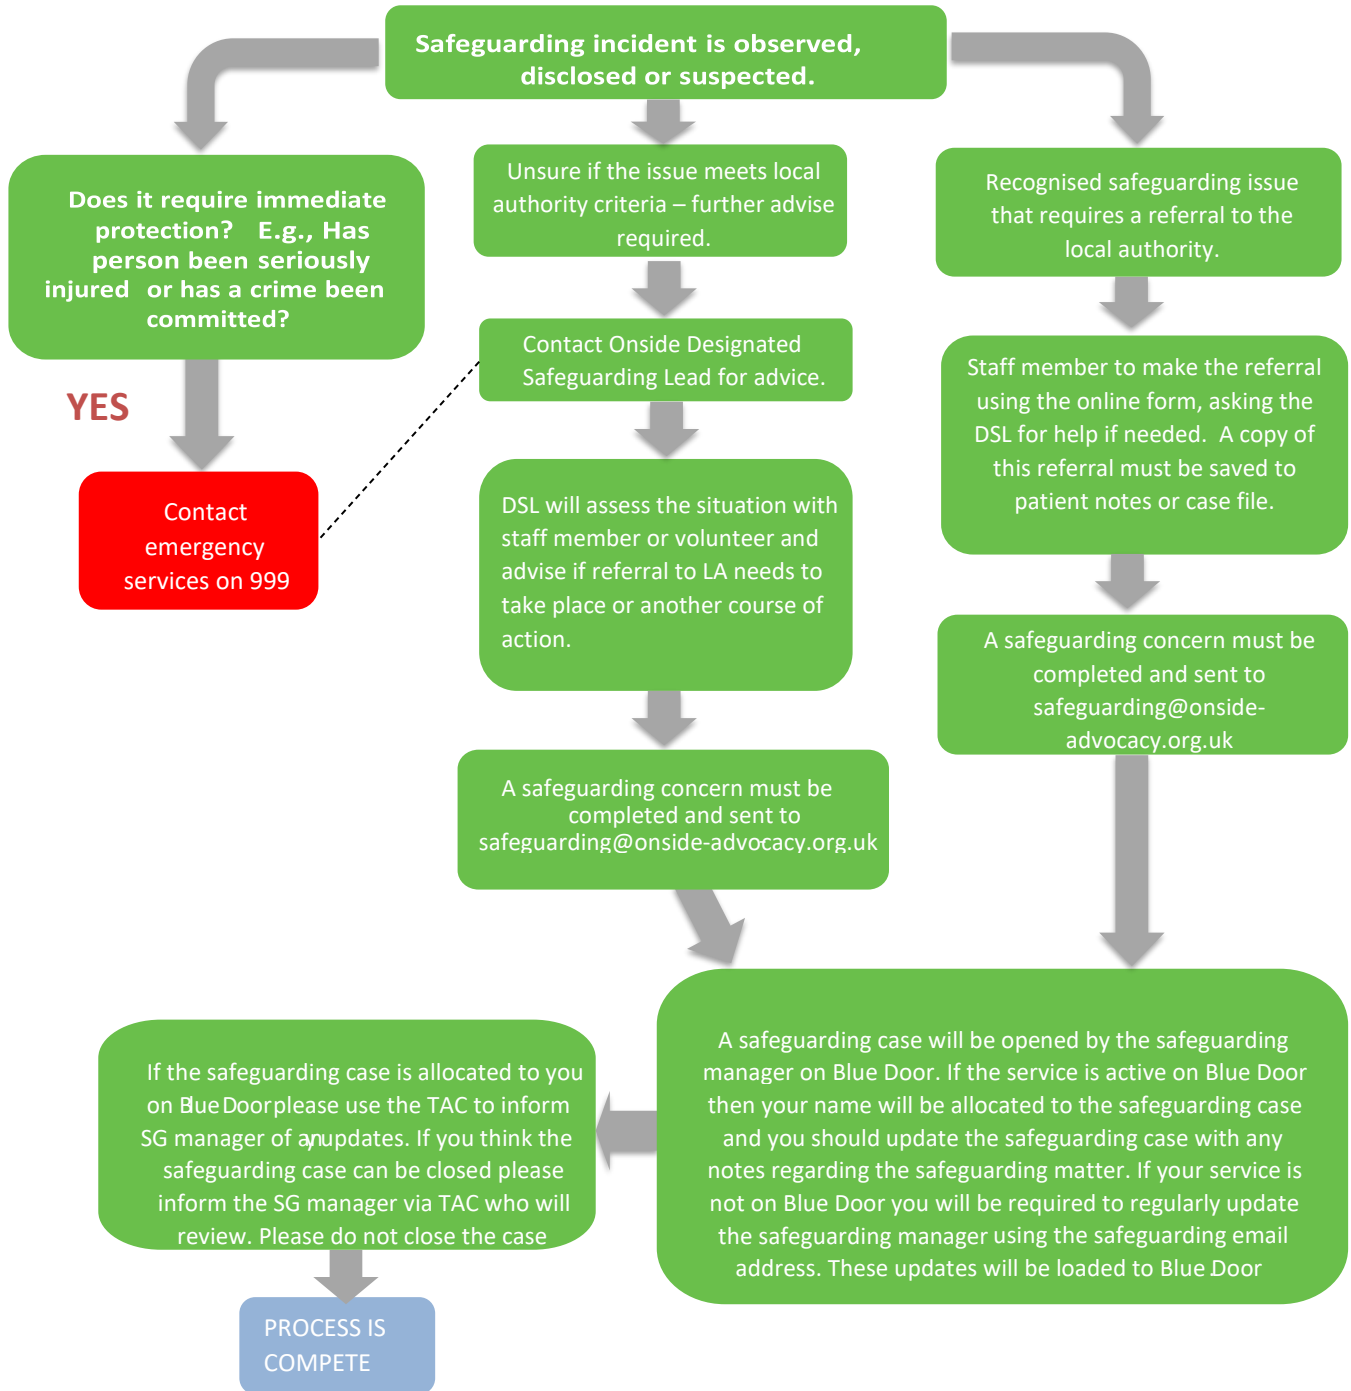 Safeguarding incident is observed,
disclosed or suspected.
Does it require immediate
protection? E.g., Has
person been seriously
injured or has a crime been
committed?
YES
Contact
emergency
services on 999
Unsure if the issue meets local
authority criteria – further advise
required.
Contact Onside Designated
Safeguarding Lead for advice.
DSL will assess the situation with
staff member or volunteer and
advise if referral to LA needs to
take place or another course of
action.
A safeguarding concern must be
completed and sent to
safeguarding@onside-advocacy.org.uk
Recognised safeguarding issue
that requires a referral to the
local authority.
Staff member to make the referral
using the online form, asking the
DSL for help if needed. A copy of
this referral must be saved to
patient notes or case file.
A safeguarding concern must be
completed and sent to
safeguarding@onside-
advocacy.org.uk
A safeguarding case will be opened by the safeguarding
manager on Blue Door. If the service is active on Blue Door
then your name will be allocated to the safeguarding case
and you should update the safeguarding case with any
notes regarding the safeguarding matter. If your service is
not on Blue Door you will be required to regularly update
the safeguarding manager using the safeguarding email
address. These updates will be loaded to Blue Door
If the safeguarding case is allocated to you
on Blue Door please use the TAC to inform
SG manager of any updates. If you think the
safeguarding case can be closed please
inform the SG manager via TAC who will
review. Please do not close the case
PROCESS IS
COMPETE